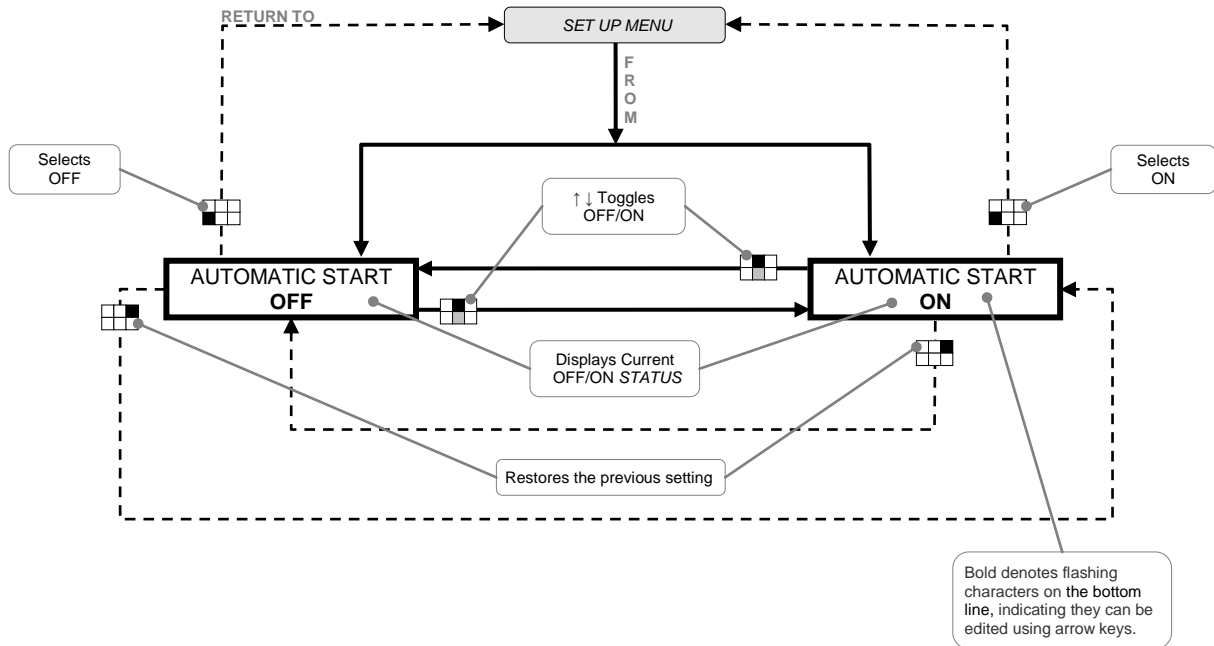 RETURN TO
SET UP MENU
F
R
O
M
Selects
OFF
↑ ↓ Toggles
OFF/ON
Selects
ON
AUTOMATIC START
OFF
AUTOMATIC START
ON
Displays Current
OFF/ON STATUS
Restores the previous setting
Bold denotes flashing
characters on the bottom
line, indicating they can be
edited using arrow keys.